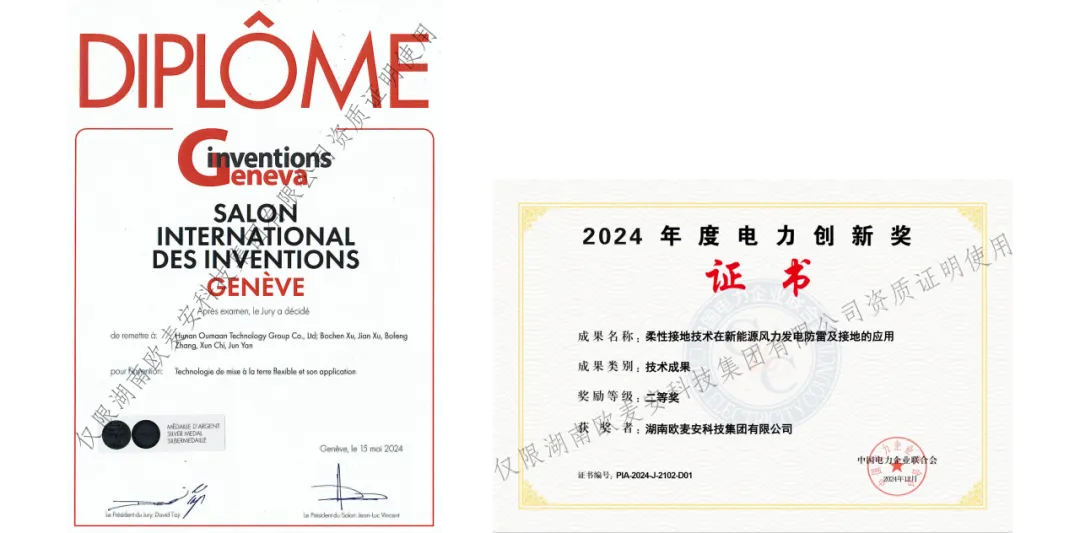 DIPLÔME
inventions
Geneva
SALON
INTERNATIONAL
DES INVENTIONS
GENÈVE
Après examen, le Jury a décidé
de remettre à: Hunan Oumaan Technology Group Co., Ltd; Bochen Xu, Jian Xu, Bofeng
Zhang, Xun Chi, Jun Yan
pour l'invention: Technologie de mise à la terre flexible et son application
MÉDAILLE D'ARGENT
SILVER MEDAL
SILBERMEDAILLE
Genève, le 15 mai 2024
Le Président du Jury: David Taji
Le Président du Salon: Jean-Luc Vincent
仅限湖南欧麦安科技集团有限公司资质证明使用
2024 年度电力创新奖
证书
成果名称：柔性接地技术在新能源风力发电防雷及接地的应用
成果类别：技术成果
奖励等级：二等奖
获奖者：湖南欧麦安科技集团有限公司
证书编号：PIA-2024-J-2102-D01
中国电力企业联合会
2024年12月
仅限湖南欧麦安科技集团有限公司资质证明使用